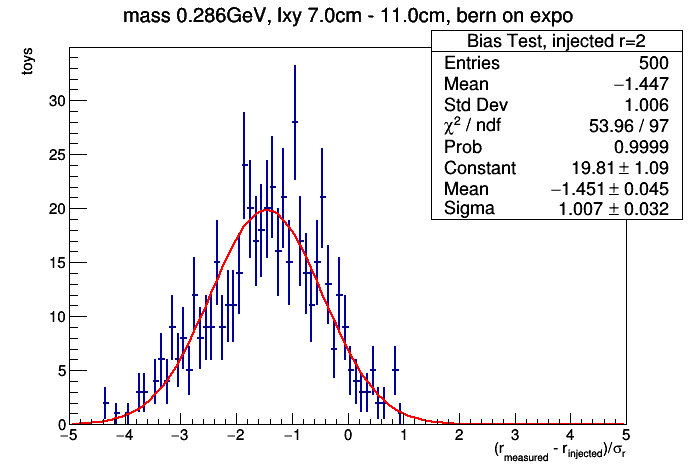 mass 0.286GeV, lxy 7.0cm - 11.0cm, bern on expo
Bias Test, injected r=2
Entries 500
Mean −1.447
Std Dev 1.006
χ² / ndf 53.96 / 97
Prob 0.9999
Constant 19.81 ± 1.09
Mean −1.451 ± 0.045
Sigma 1.007 ± 0.032
toys
30
25
20
15
10
5
0
−5 −4 −3 −2 −1 0 1 2 3 4 5
(r_measured - r_injected)/σ_r